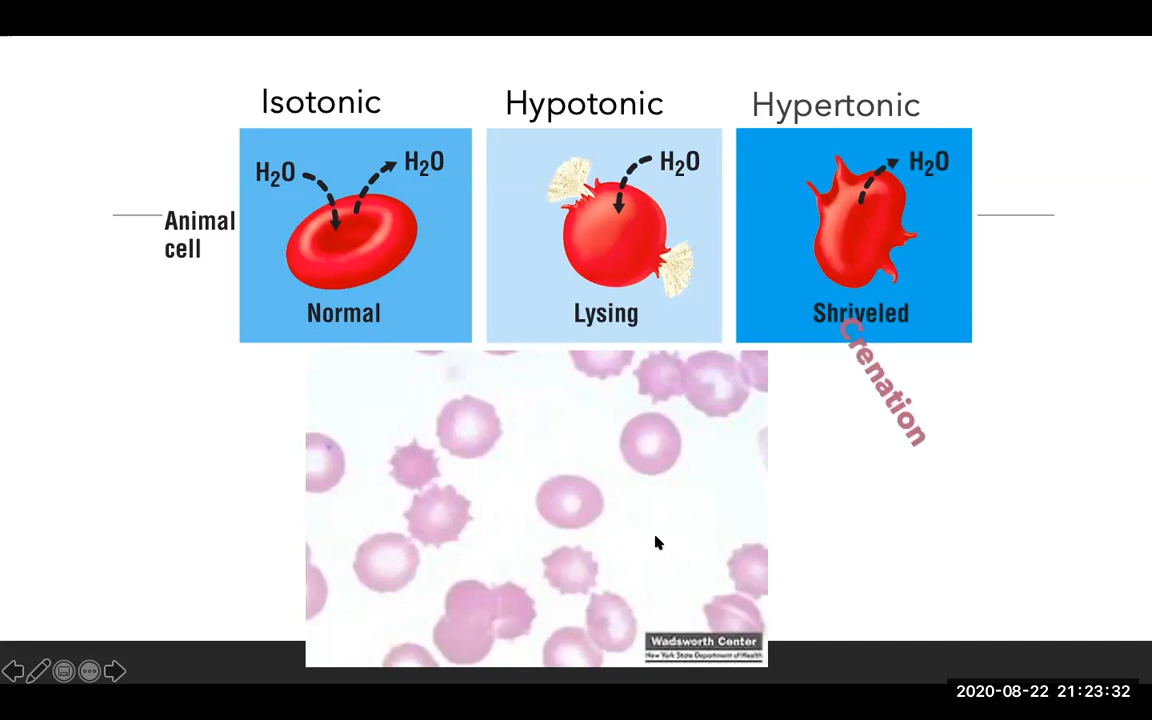 Isotonic
Hypotonic
Hypertonic
H₂O
H₂O
H₂O
H₂O
Animal
cell
Normal
Lysing
Shriveled
Crenation
Wadsworth Center
New York State Department of Health
2020-08-22 21:23:32